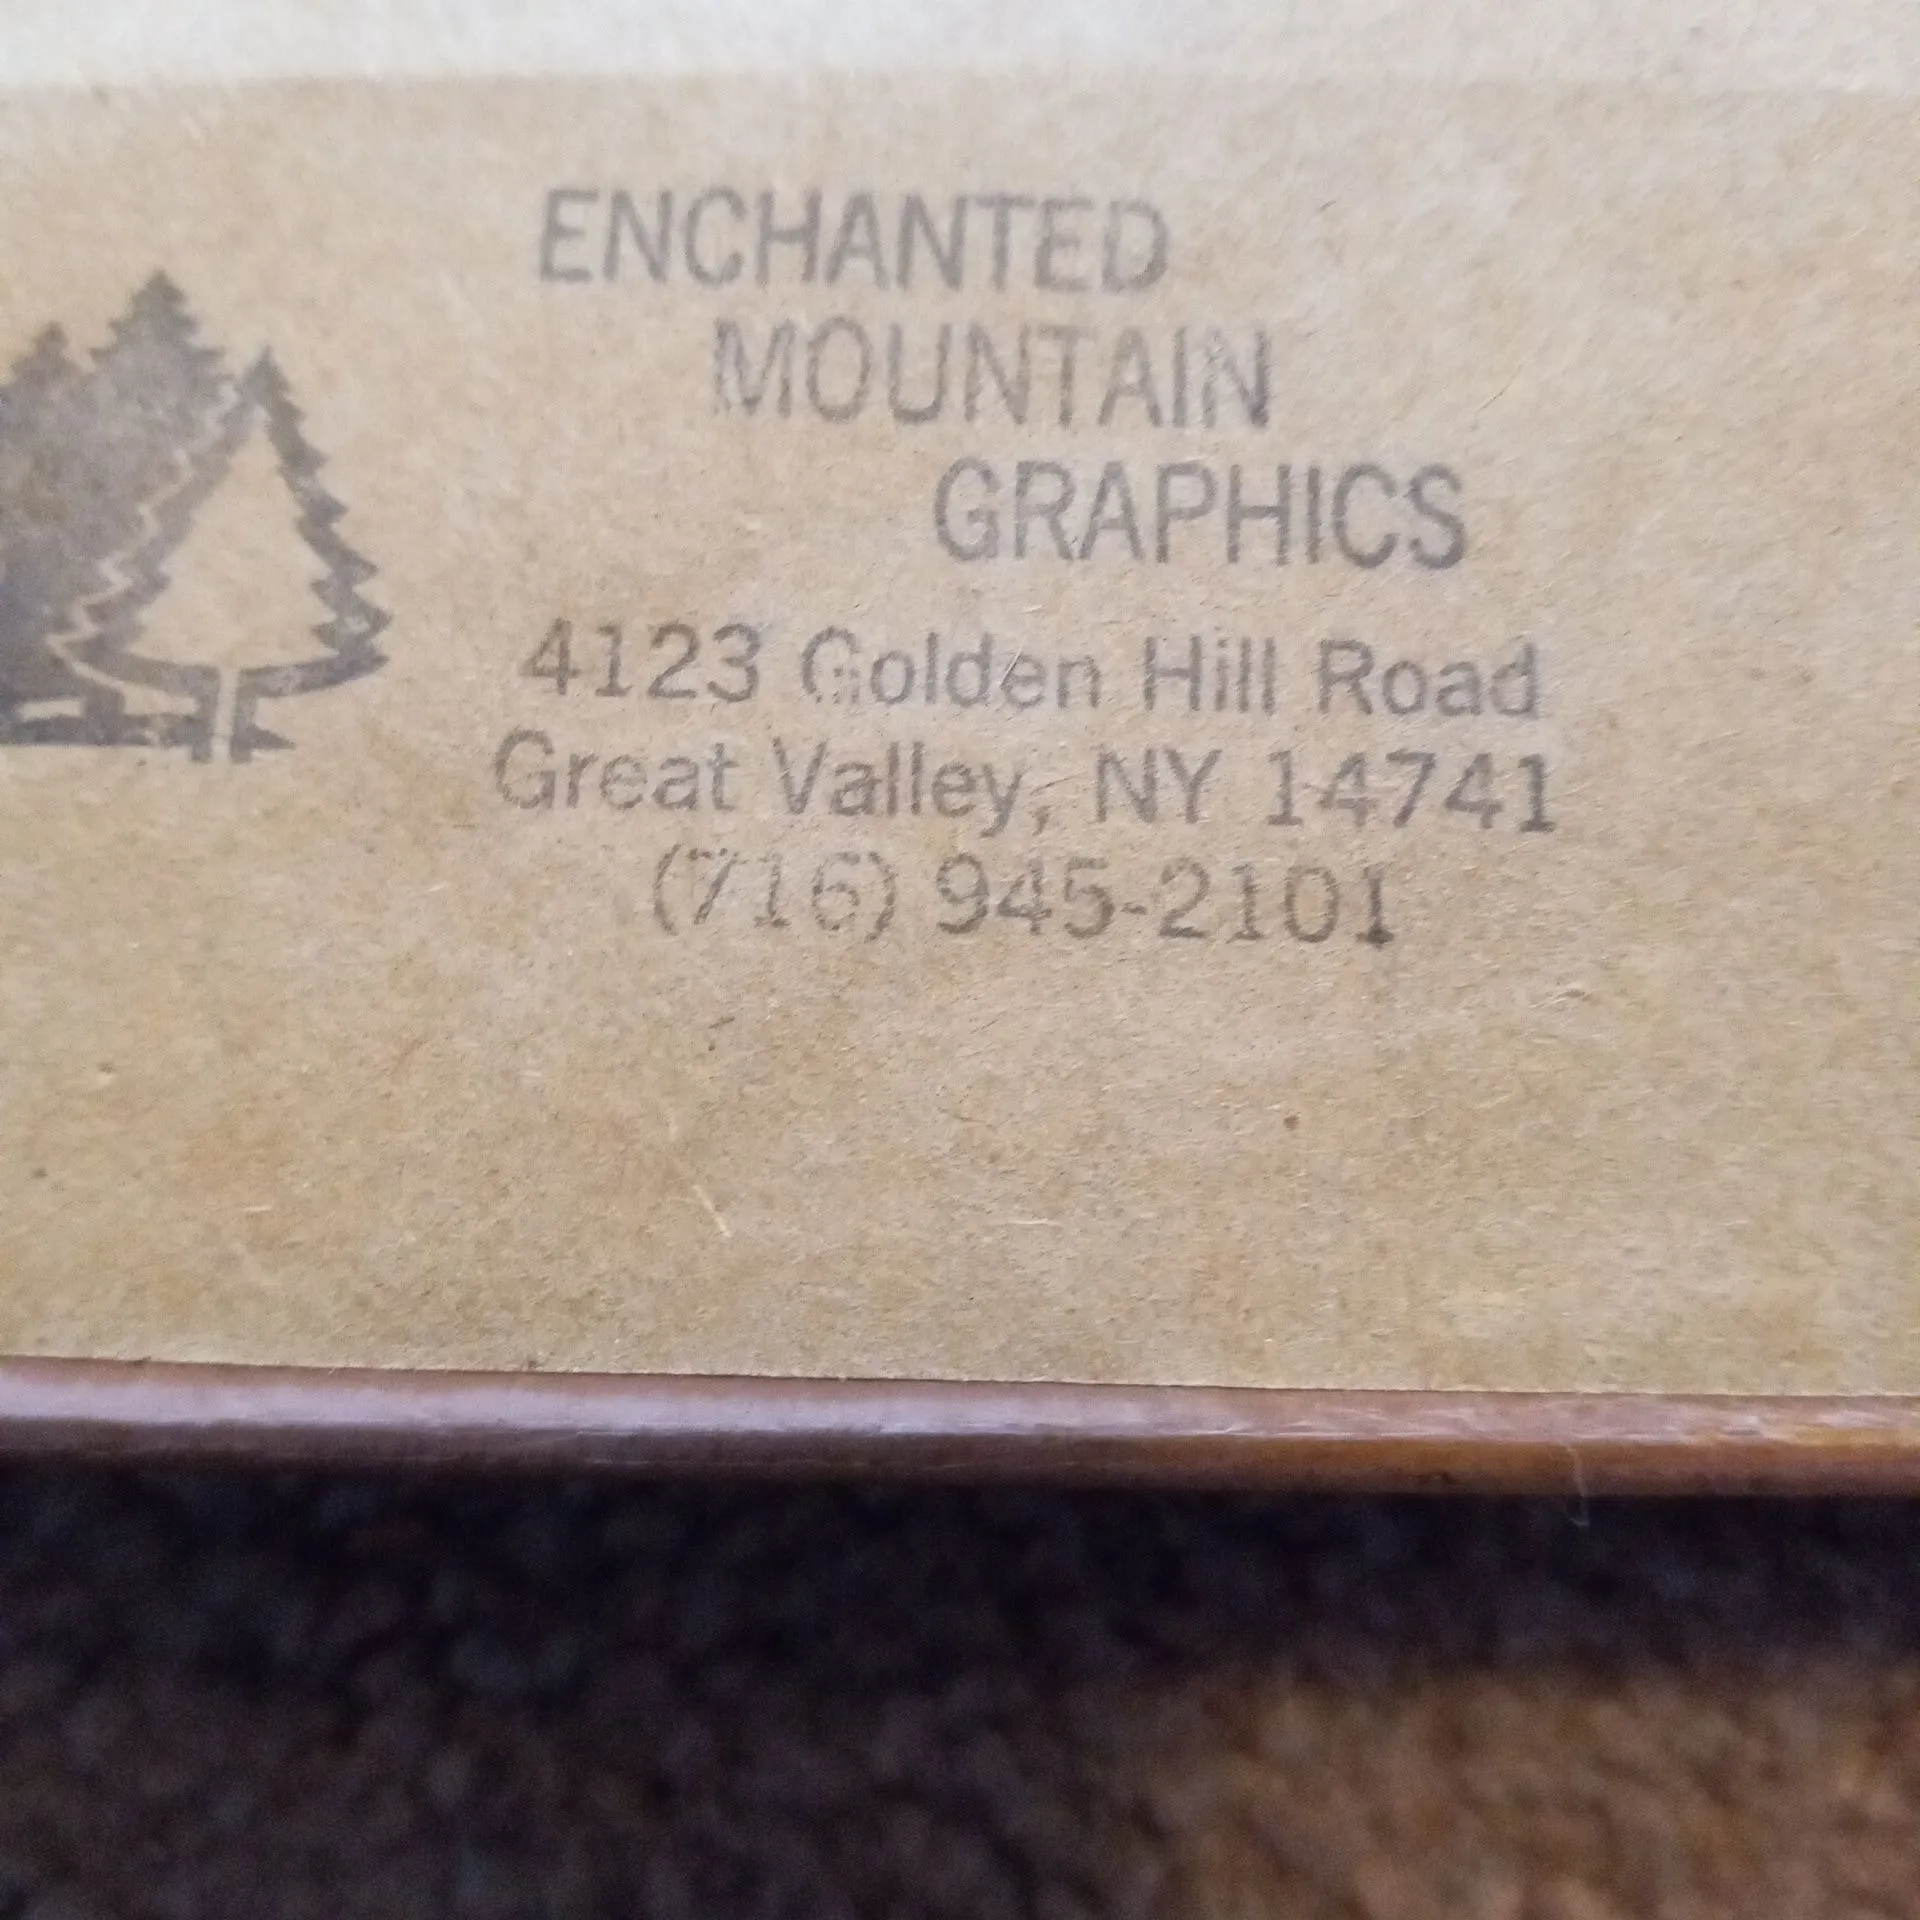 ENCHANTED
MOUNTAIN
GRAPHICS
4123 Golden Hill Road
Great Valley, NY 14741
(716) 945-2101